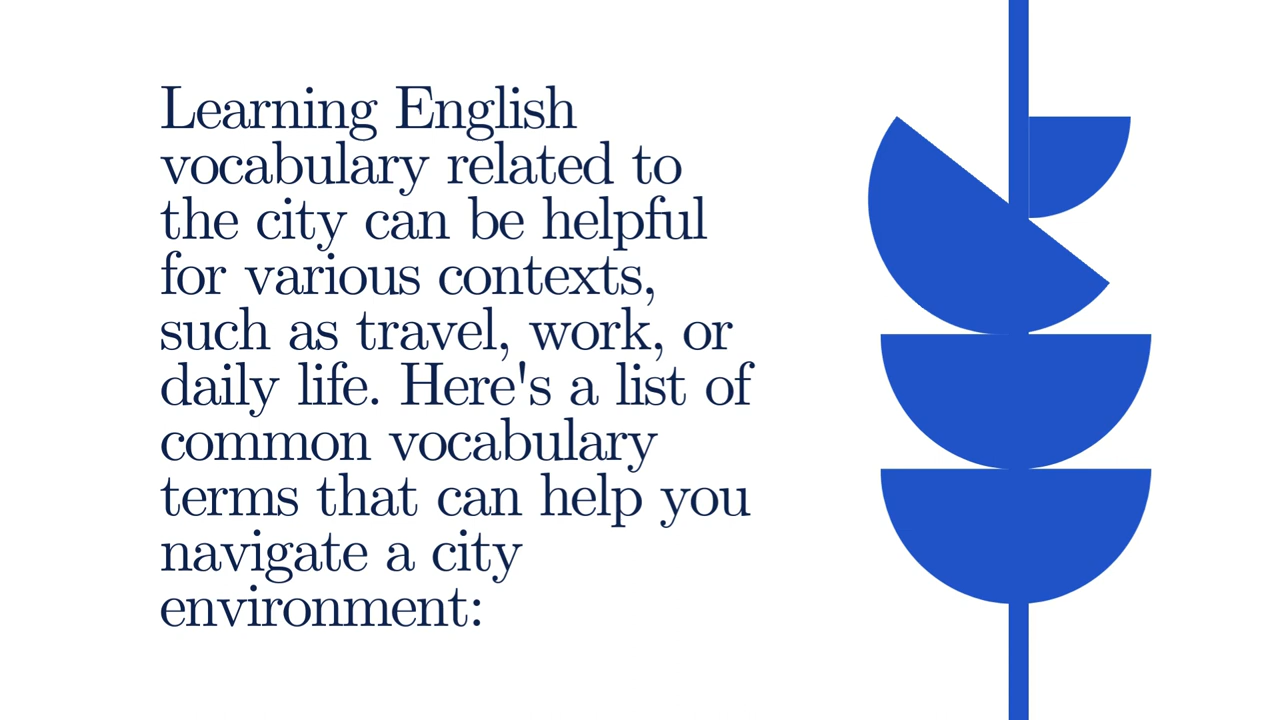 Learning English
vocabulary related to
the city can be helpful
for various contexts,
such as travel, work, or
daily life. Here's a list of
common vocabulary
terms that can help you
navigate a city
environment: